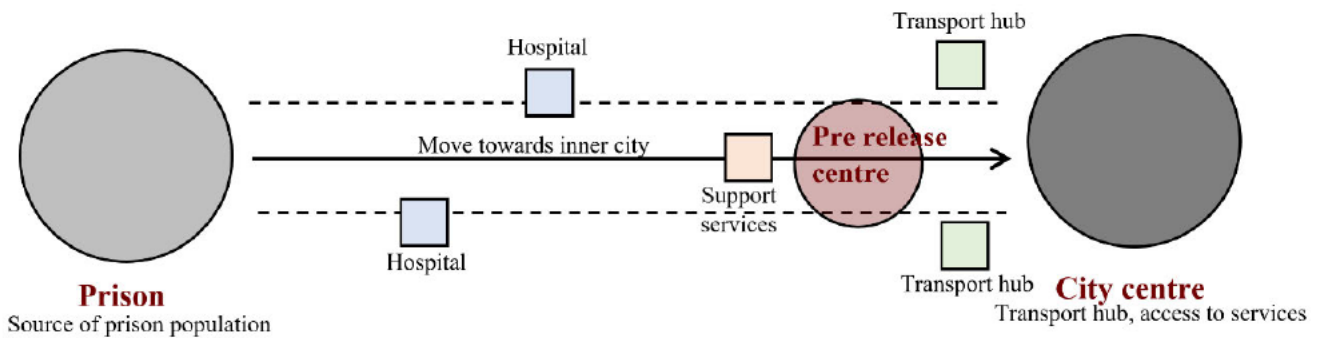 Transport hub
Hospital
Move towards inner city
Pre release
centre
Support
services
Hospital
Transport hub
Prison
Source of prison population
City centre
Transport hub, access to services